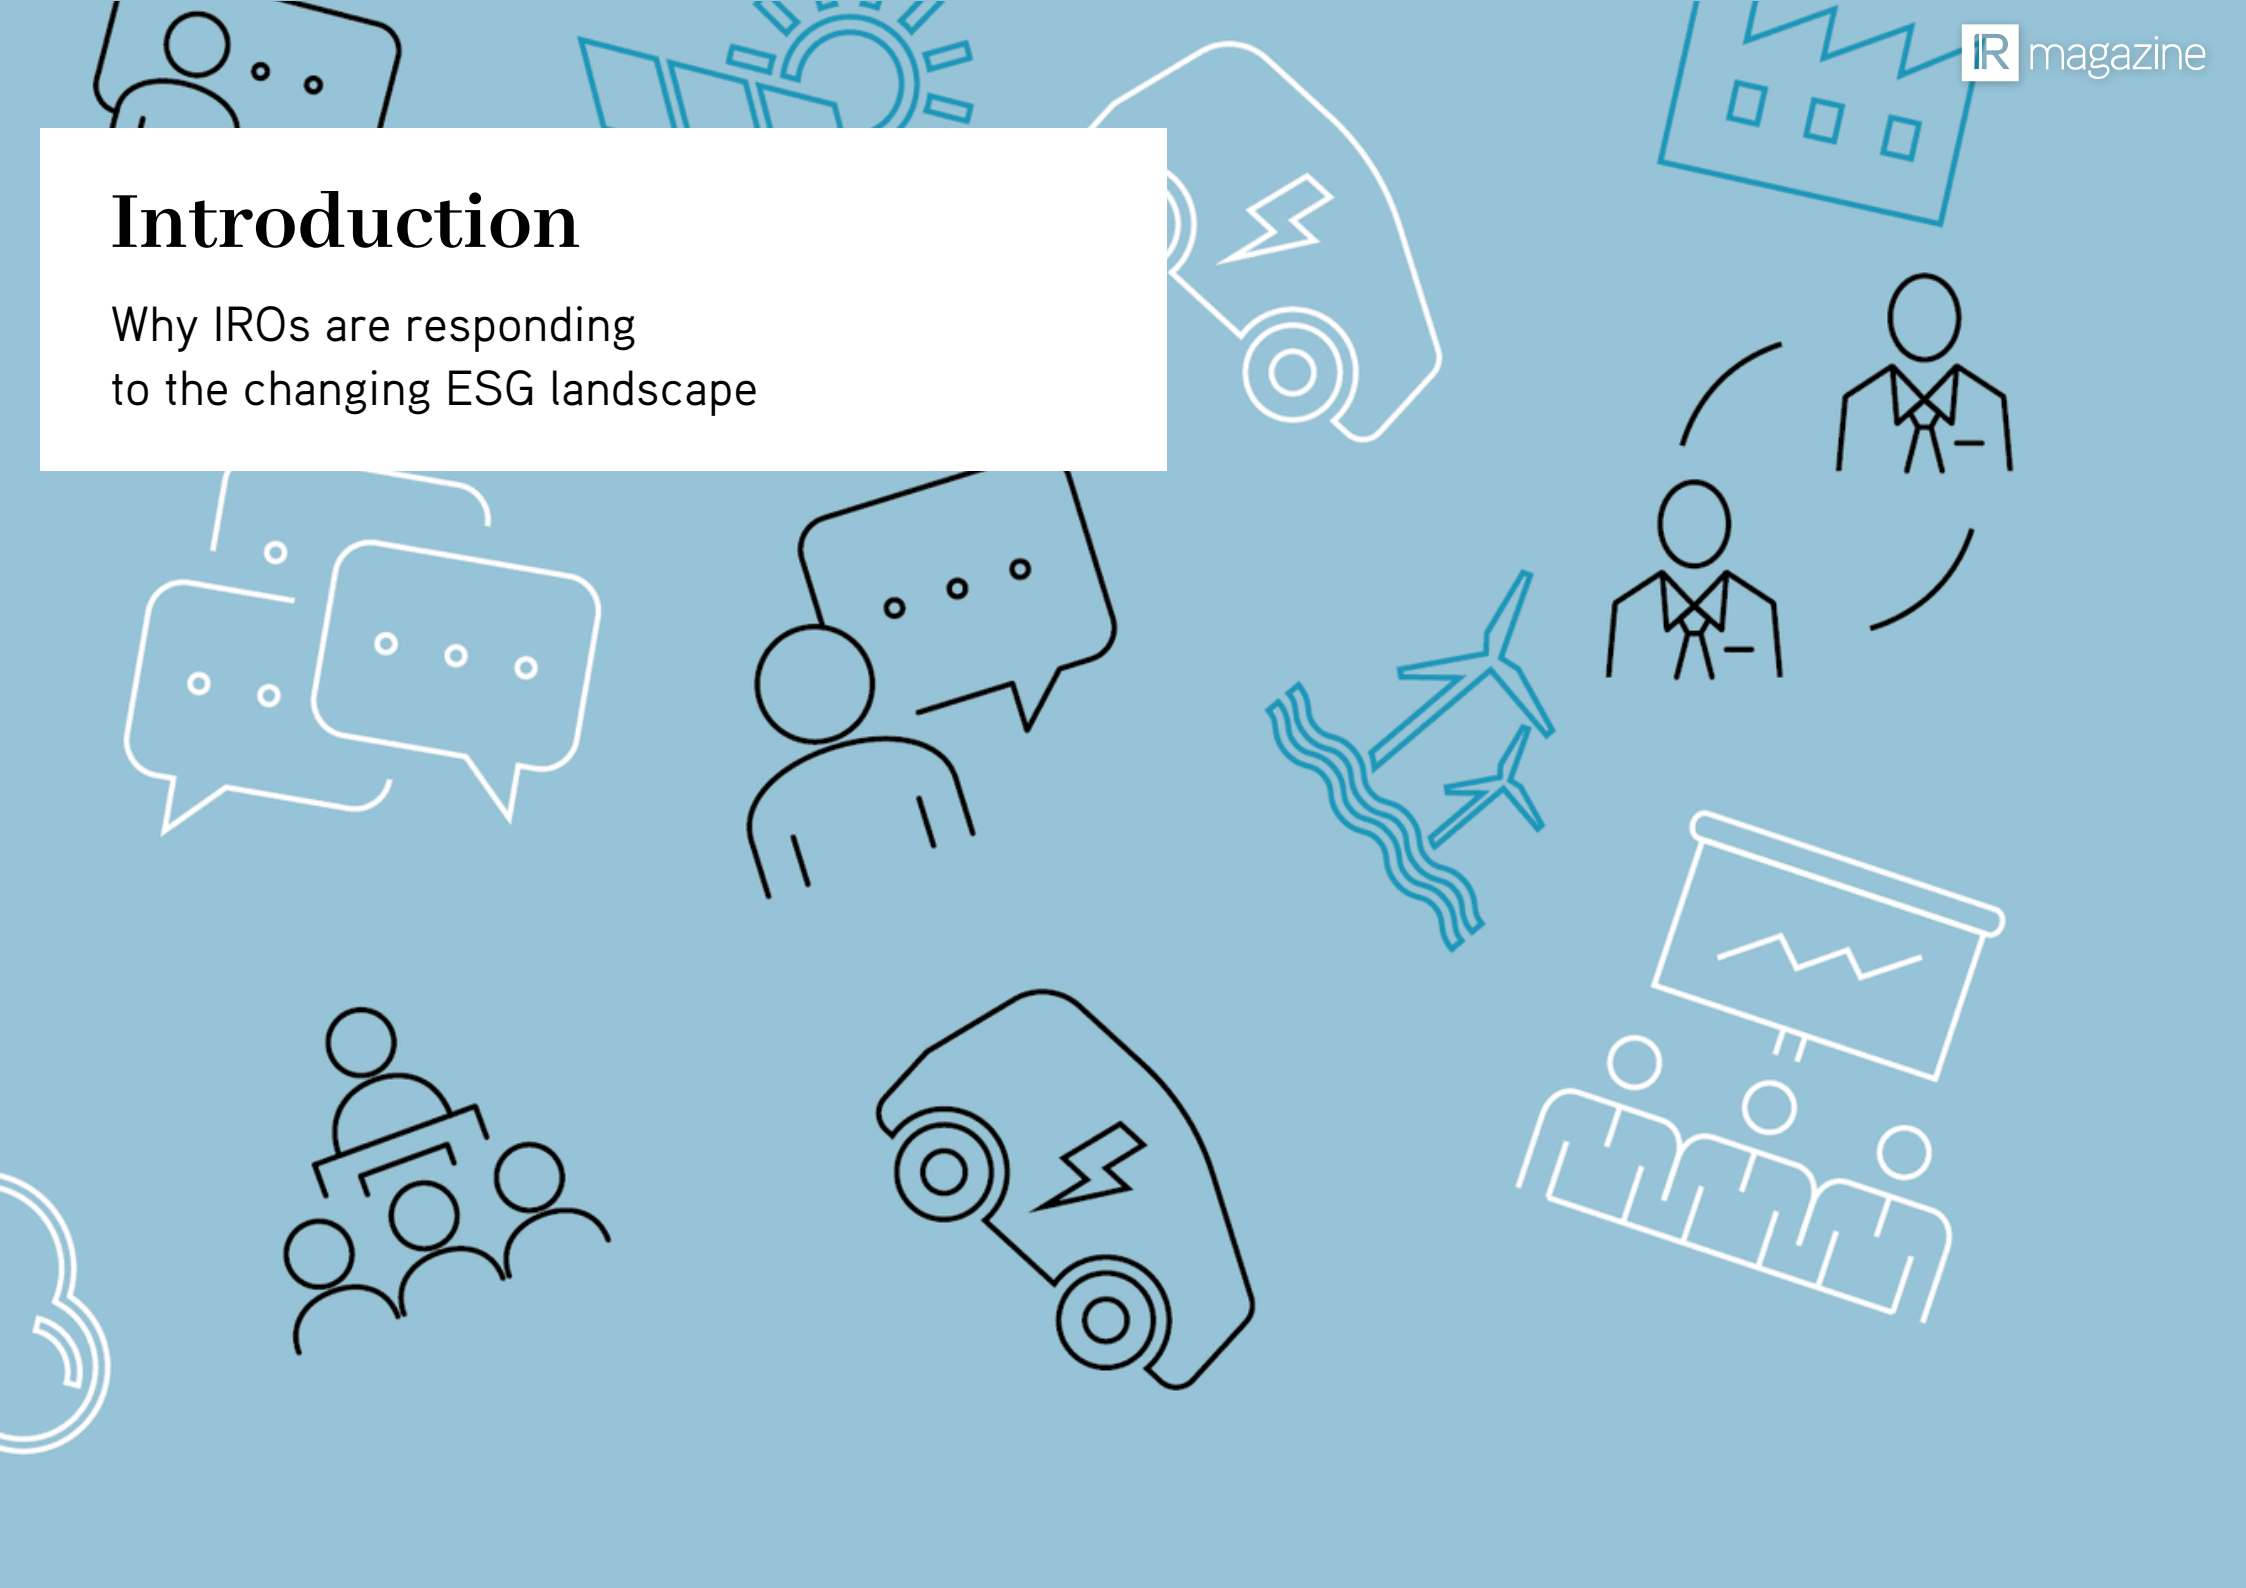 IR magazine
Introduction
Why IROs are responding
to the changing ESG landscape